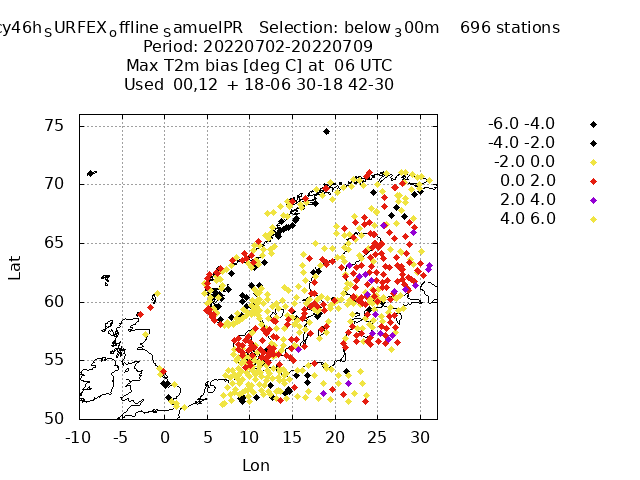 cy46h_SURFEX_offline_SamuelPR Selection: below_300m 696 stations
Period: 20220702-20220709
Max T2m bias [deg C] at 06 UTC
Used 00,12 + 18-06 30-18 42-30
-6.0 -4.0
-4.0 -2.0
-2.0 0.0
0.0 2.0
2.0 4.0
4.0 6.0
75
70
65
60
55
50
Lat
-10 -5 0 5 10 15 20 25 30
Lon